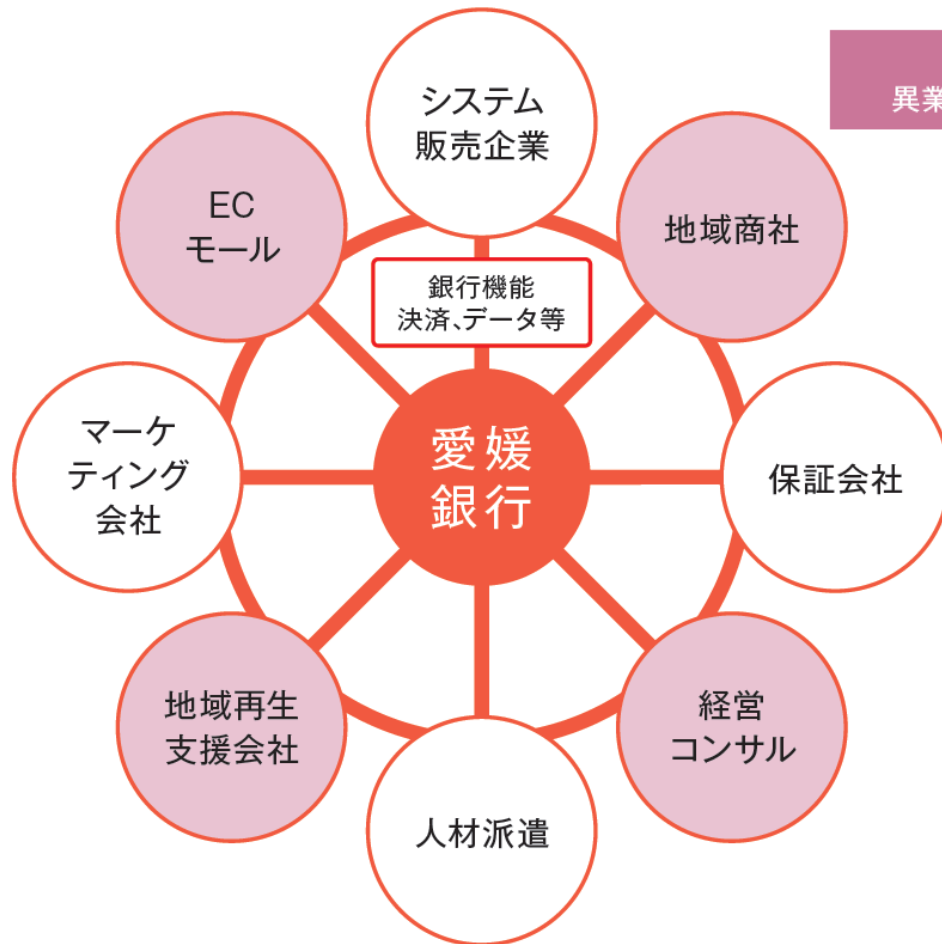 システム
販売企業
異業
EC
モール
地域商社
銀行機能
決済、データ等
マーケ
ティング
会社
愛媛
銀行
保証会社
地域再生
支援会社
経営
コンサル
人材派遣